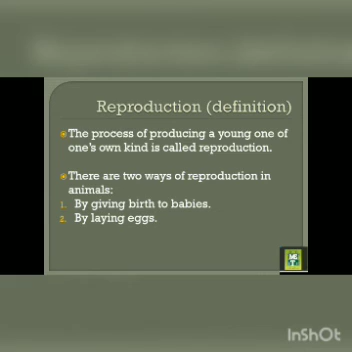 Reproduction (definition)
The process of producing a young one of
one's own kind is called reproduction.
There are two ways of reproduction in
animals:
1. By giving birth to babies.
2. By laying eggs.
InShOt